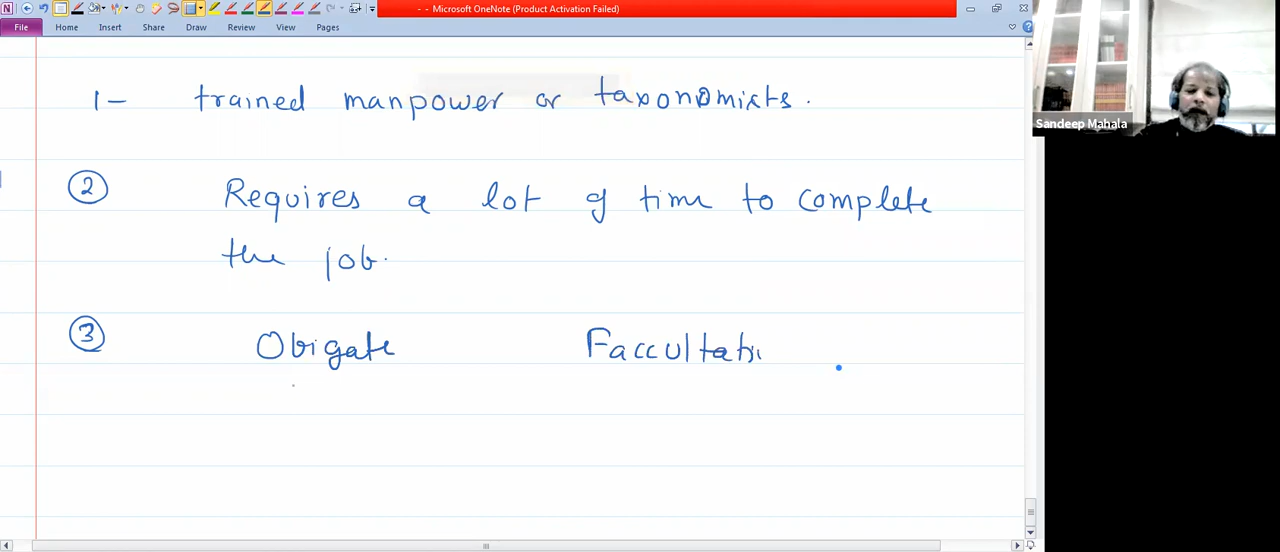 - - Microsoft OneNote (Product Activation Failed)
File Home Insert Share Draw Review View Pages
Sandeep Mahala
1- trained manpower or taxonomists.
2 Requires a lot of time to complete
the job.
3 Obigate Faccultati